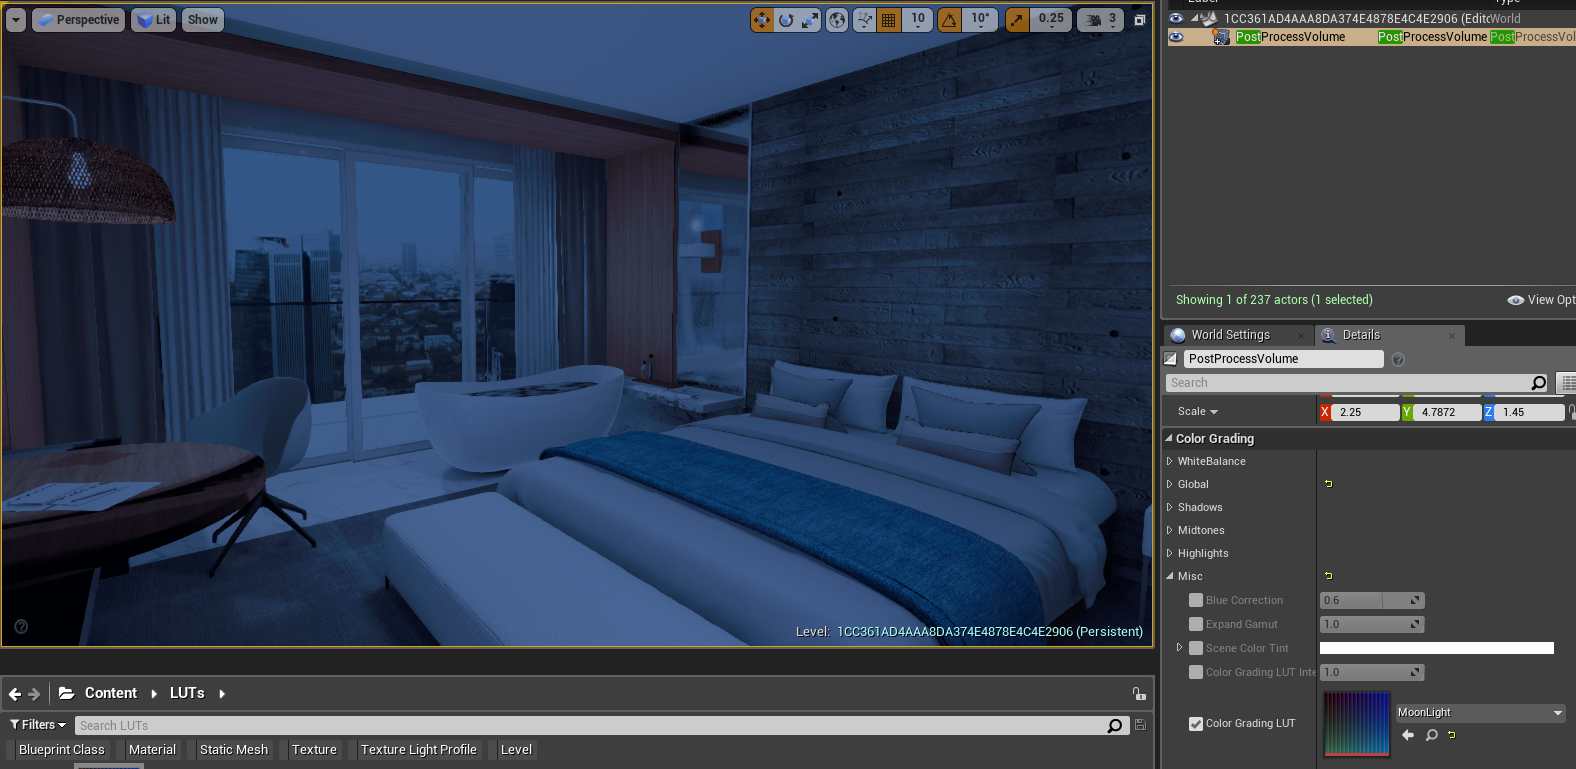 Perspective
Lit
Show
10
10°
0.25
3
1CC361AD4AAA8DA374E4878E4C4E2906 (Edito World
PostProcessVolume PostProcessVolume PostProcessVol
Showing 1 of 237 actors (1 selected)
View Opt
World Settings
Details
PostProcessVolume
Search
Scale
X 2.25 Y 4.7872 Z 1.45
Color Grading
WhiteBalance
Global
Shadows
Midtones
Highlights
Misc
Blue Correction 0.6
Expand Gamut 1.0
Scene Color Tint
Color Grading LUT Inte 1.0
Color Grading LUT
MoonLight
Level: 1CC361AD4AAA8DA374E4878E4C4E2906 (Persistent)
Content
LUTs
Filters
Search LUTs
Blueprint Class
Material
Static Mesh
Texture
Texture Light Profile
Level